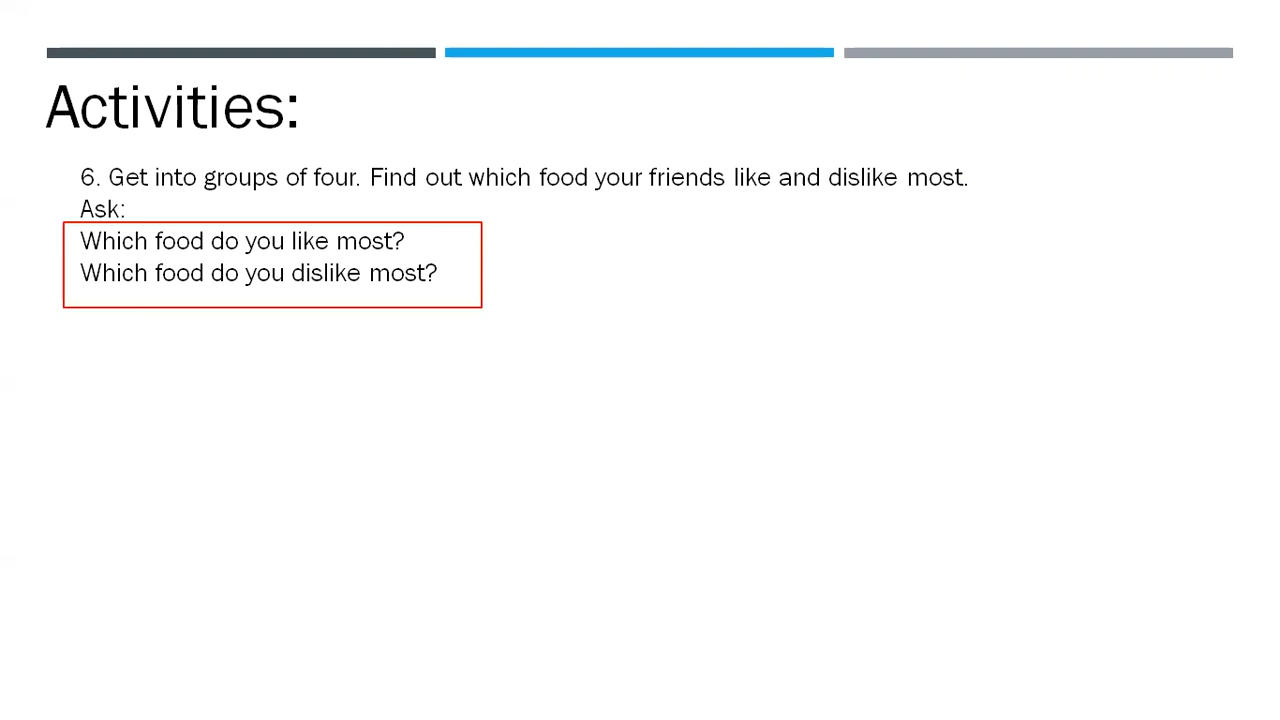 Activities:
6. Get into groups of four. Find out which food your friends like and dislike most.
Ask:
Which food do you like most?
Which food do you dislike most?